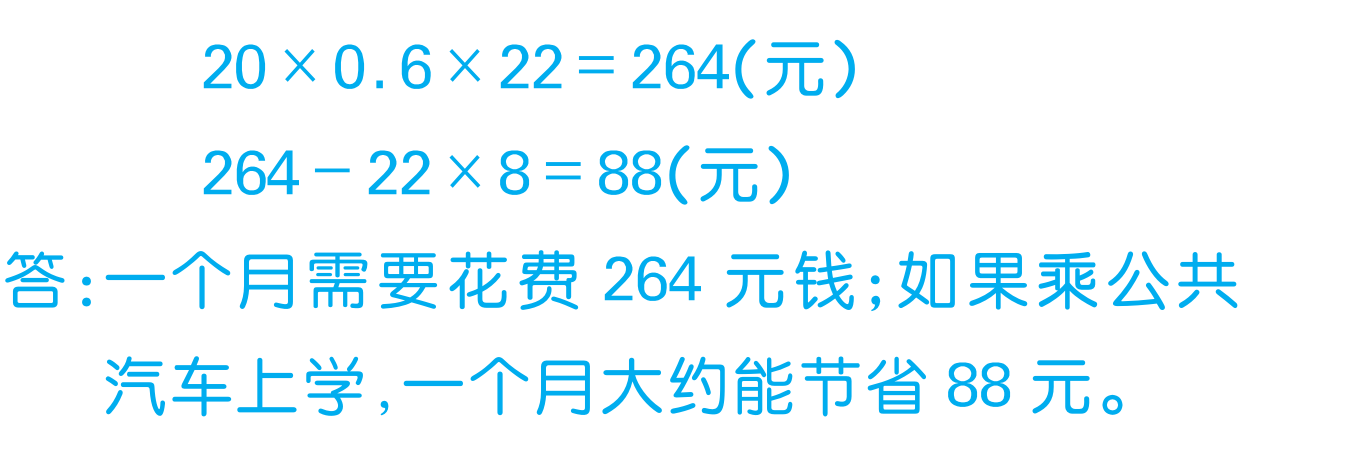 20×0.6×22=264(元)
264-22×8=88(元)
答:一个月需要花费 264 元钱;如果乘公共
汽车上学,一个月大约能节省 88 元。